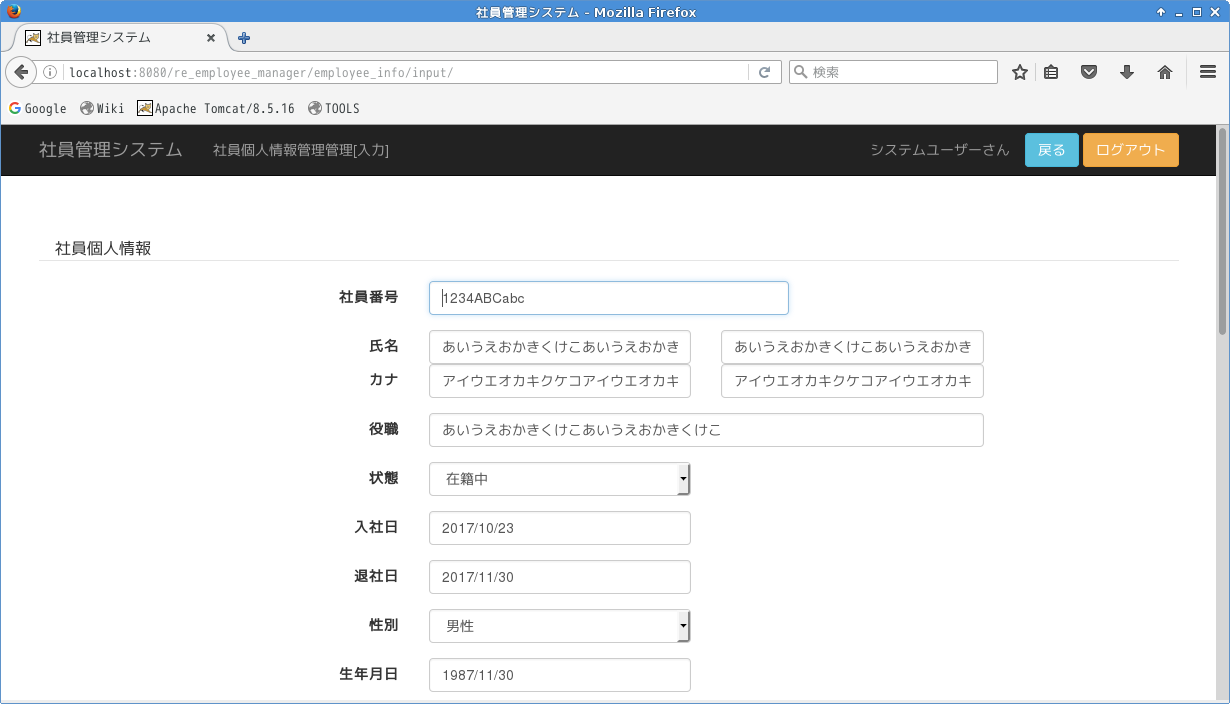 社員管理システム - Mozilla Firefox
社員管理システム
localhost:8080/re_employee_manager/employee_info/input/
検索
Google Wiki Apache Tomcat/8.5.16 TOOLS
社員管理システム 社員個人情報管理管理[入力] システムユーザーさん 戻る ログアウト
社員個人情報
社員番号 1234ABCabc
氏名 あいうえおかきくけこあいうえおかき あいうえおかきくけこあいうえおかき
カナ アイウエオカキクケコアイウエオカキ アイウエオカキクケコアイウエオカキ
役職 あいうえおかきくけこあいうえおかきくけこ
状態 在籍中
入社日 2017/10/23
退社日 2017/11/30
性別 男性
生年月日 1987/11/30